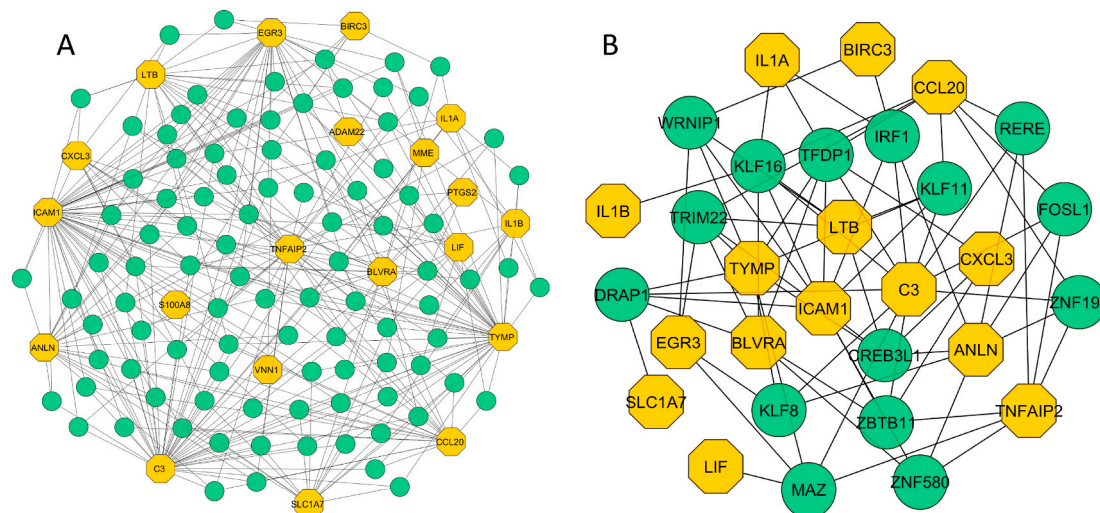 A
EGR3
BIRC3
LTB
IL1A
ADAM22
MME
CXCL3
PTGS2
ICAM1
IL1B
TNFAIP2
LIF
BLVRA
S100A8
TYMP
ANLN
VNN1
CCL20
C3
SLC1A7
B
BIRC3
IL1A
CCL20
WRNIP1
IRF1
RERE
KLF16
TFDP1
KLF11
IL1B
TRIM22
FOSL1
LTB
CXCL3
TYMP
DRAP1
C3
ZNF19
ICAM1
EGR3
BLVRA
CREB3L1
ANLN
SLC1A7
KLF8
TNFAIP2
ZBTB11
LIF
MAZ
ZNF580